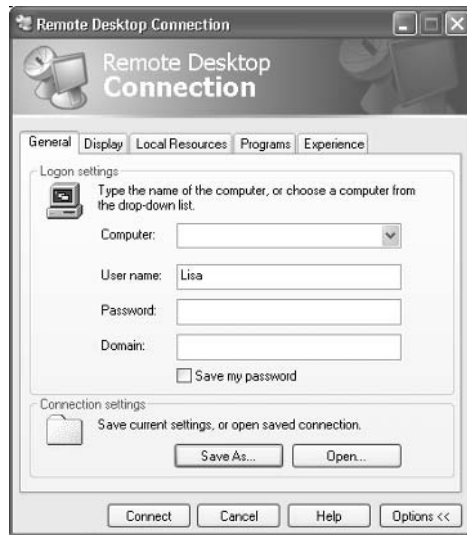 Remote Desktop Connection
Remote Desktop
Connection
General Display Local Resources Programs Experience
Logon settings
Type the name of the computer, or choose a computer from
the drop-down list.
Computer:
User name: Lisa
Password:
Domain:
Save my password
Connection settings
Save current settings, or open saved connection.
Save As... Open...
Connect Cancel Help Options <<